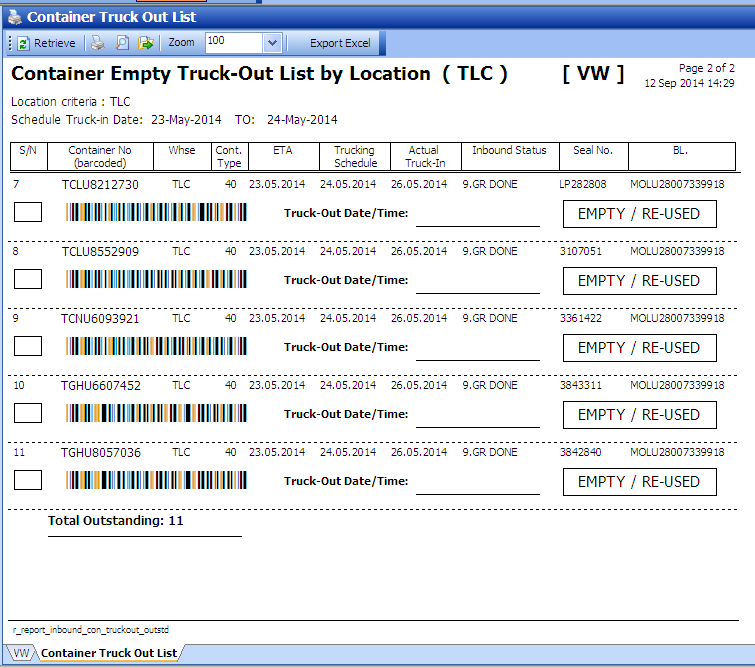 Container Truck Out List
Retrieve Zoom 100 Export Excel
Container Empty Truck-Out List by Location ( TLC ) [ VW ] Page 2 of 2
12 Sep 2014 14:29
Location criteria : TLC
Schedule Truck-in Date: 23-May-2014 TO: 24-May-2014
S/N Container No (barcoded) Whse Cont. Type ETA Trucking Schedule Actual Truck-In Inbound Status Seal No. BL.
7 TCLU8212730 TLC 40 23.05.2014 24.05.2014 26.05.2014 9.GR DONE LP282808 MOLU28007339918
Truck-Out Date/Time: EMPTY / RE-USED
8 TCLU8552909 TLC 40 23.05.2014 24.05.2014 26.05.2014 9.GR DONE 3107051 MOLU28007339918
Truck-Out Date/Time: EMPTY / RE-USED
9 TCNU6093921 TLC 40 23.05.2014 24.05.2014 26.05.2014 9.GR DONE 3361422 MOLU28007339918
Truck-Out Date/Time: EMPTY / RE-USED
10 TGHU6607452 TLC 40 23.05.2014 24.05.2014 26.05.2014 9.GR DONE 3843311 MOLU28007339918
Truck-Out Date/Time: EMPTY / RE-USED
11 TGHU8057036 TLC 40 23.05.2014 24.05.2014 26.05.2014 9.GR DONE 3842840 MOLU28007339918
Truck-Out Date/Time: EMPTY / RE-USED
Total Outstanding: 11
r_report_inbound_con_truckout_outstd
VW Container Truck Out List